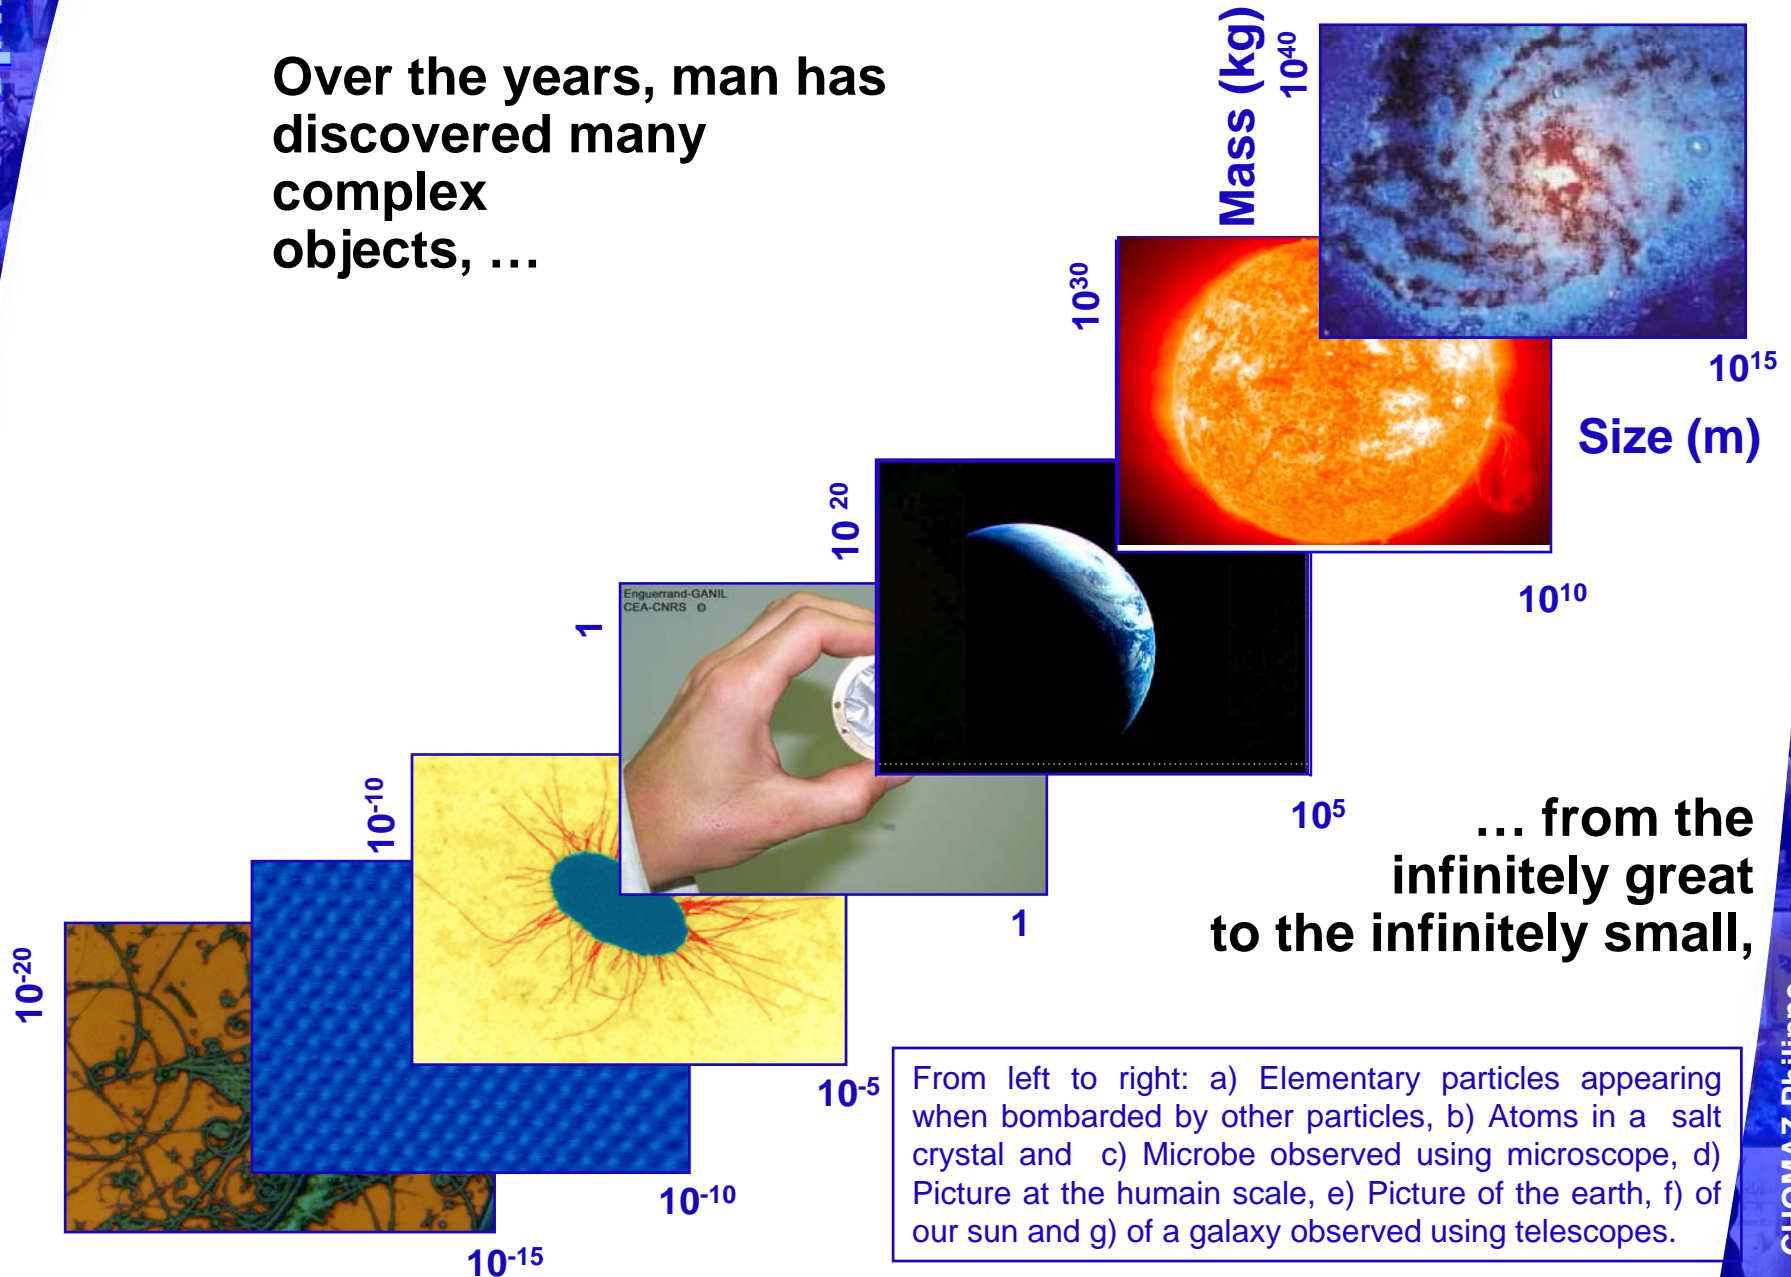 Over the years, man has
discovered many
complex
objects, …
Mass (kg)
10⁴⁰
10¹⁵
10³⁰
Size (m)
10¹⁰
10 ²⁰
10⁵
Enguerrand-GANIL
CEA-CNRS ©
1
1
10⁻¹⁰
10⁻⁵
10⁻¹⁰
10⁻²⁰
10⁻¹⁵
… from the
infinitely great
to the infinitely small,
From left to right: a) Elementary particles appearing
when bombarded by other particles, b) Atoms in a salt
crystal and c) Microbe observed using microscope, d)
Picture at the humain scale, e) Picture of the earth, f) of
our sun and g) of a galaxy observed using telescopes.
CHOMAZ Philippe